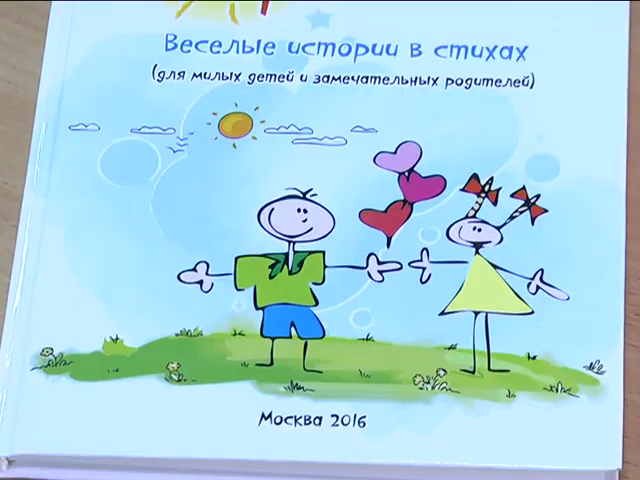 Веселые истории в стихах
(для милых детей и замечательных родителей)
Москва 2016